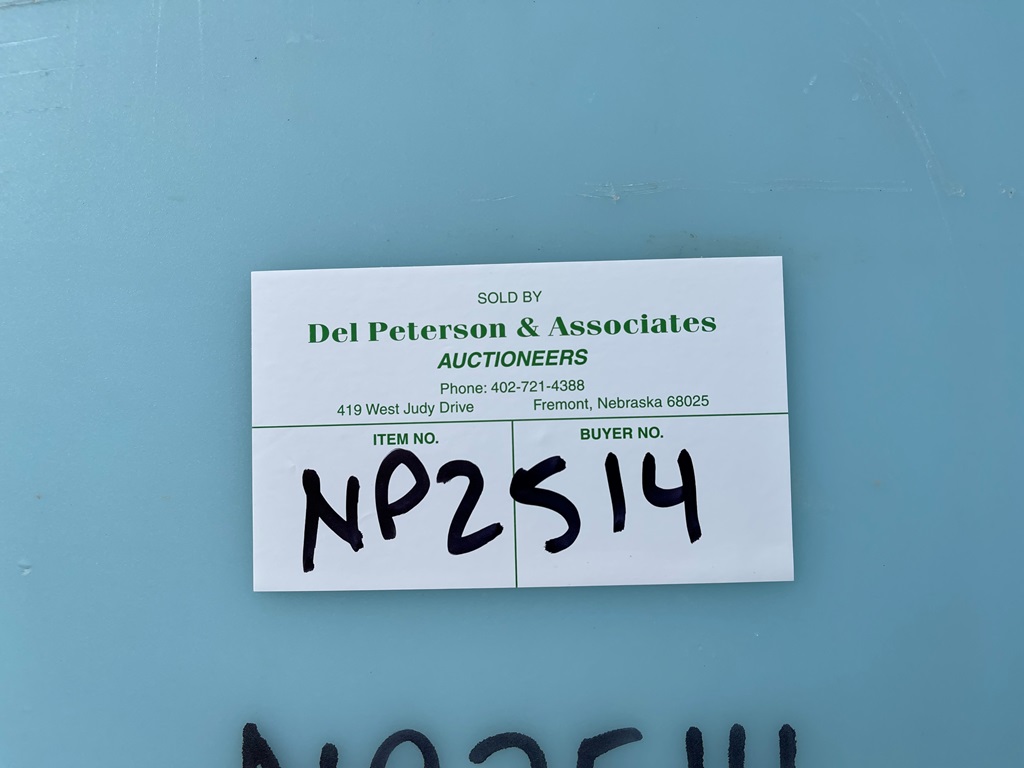 SOLD BY
Del Peterson & Associates
AUCTIONEERS
Phone: 402-721-4388
419 West Judy Drive Fremont, Nebraska 68025
ITEM NO. BUYER NO.
NP2514
NP2514